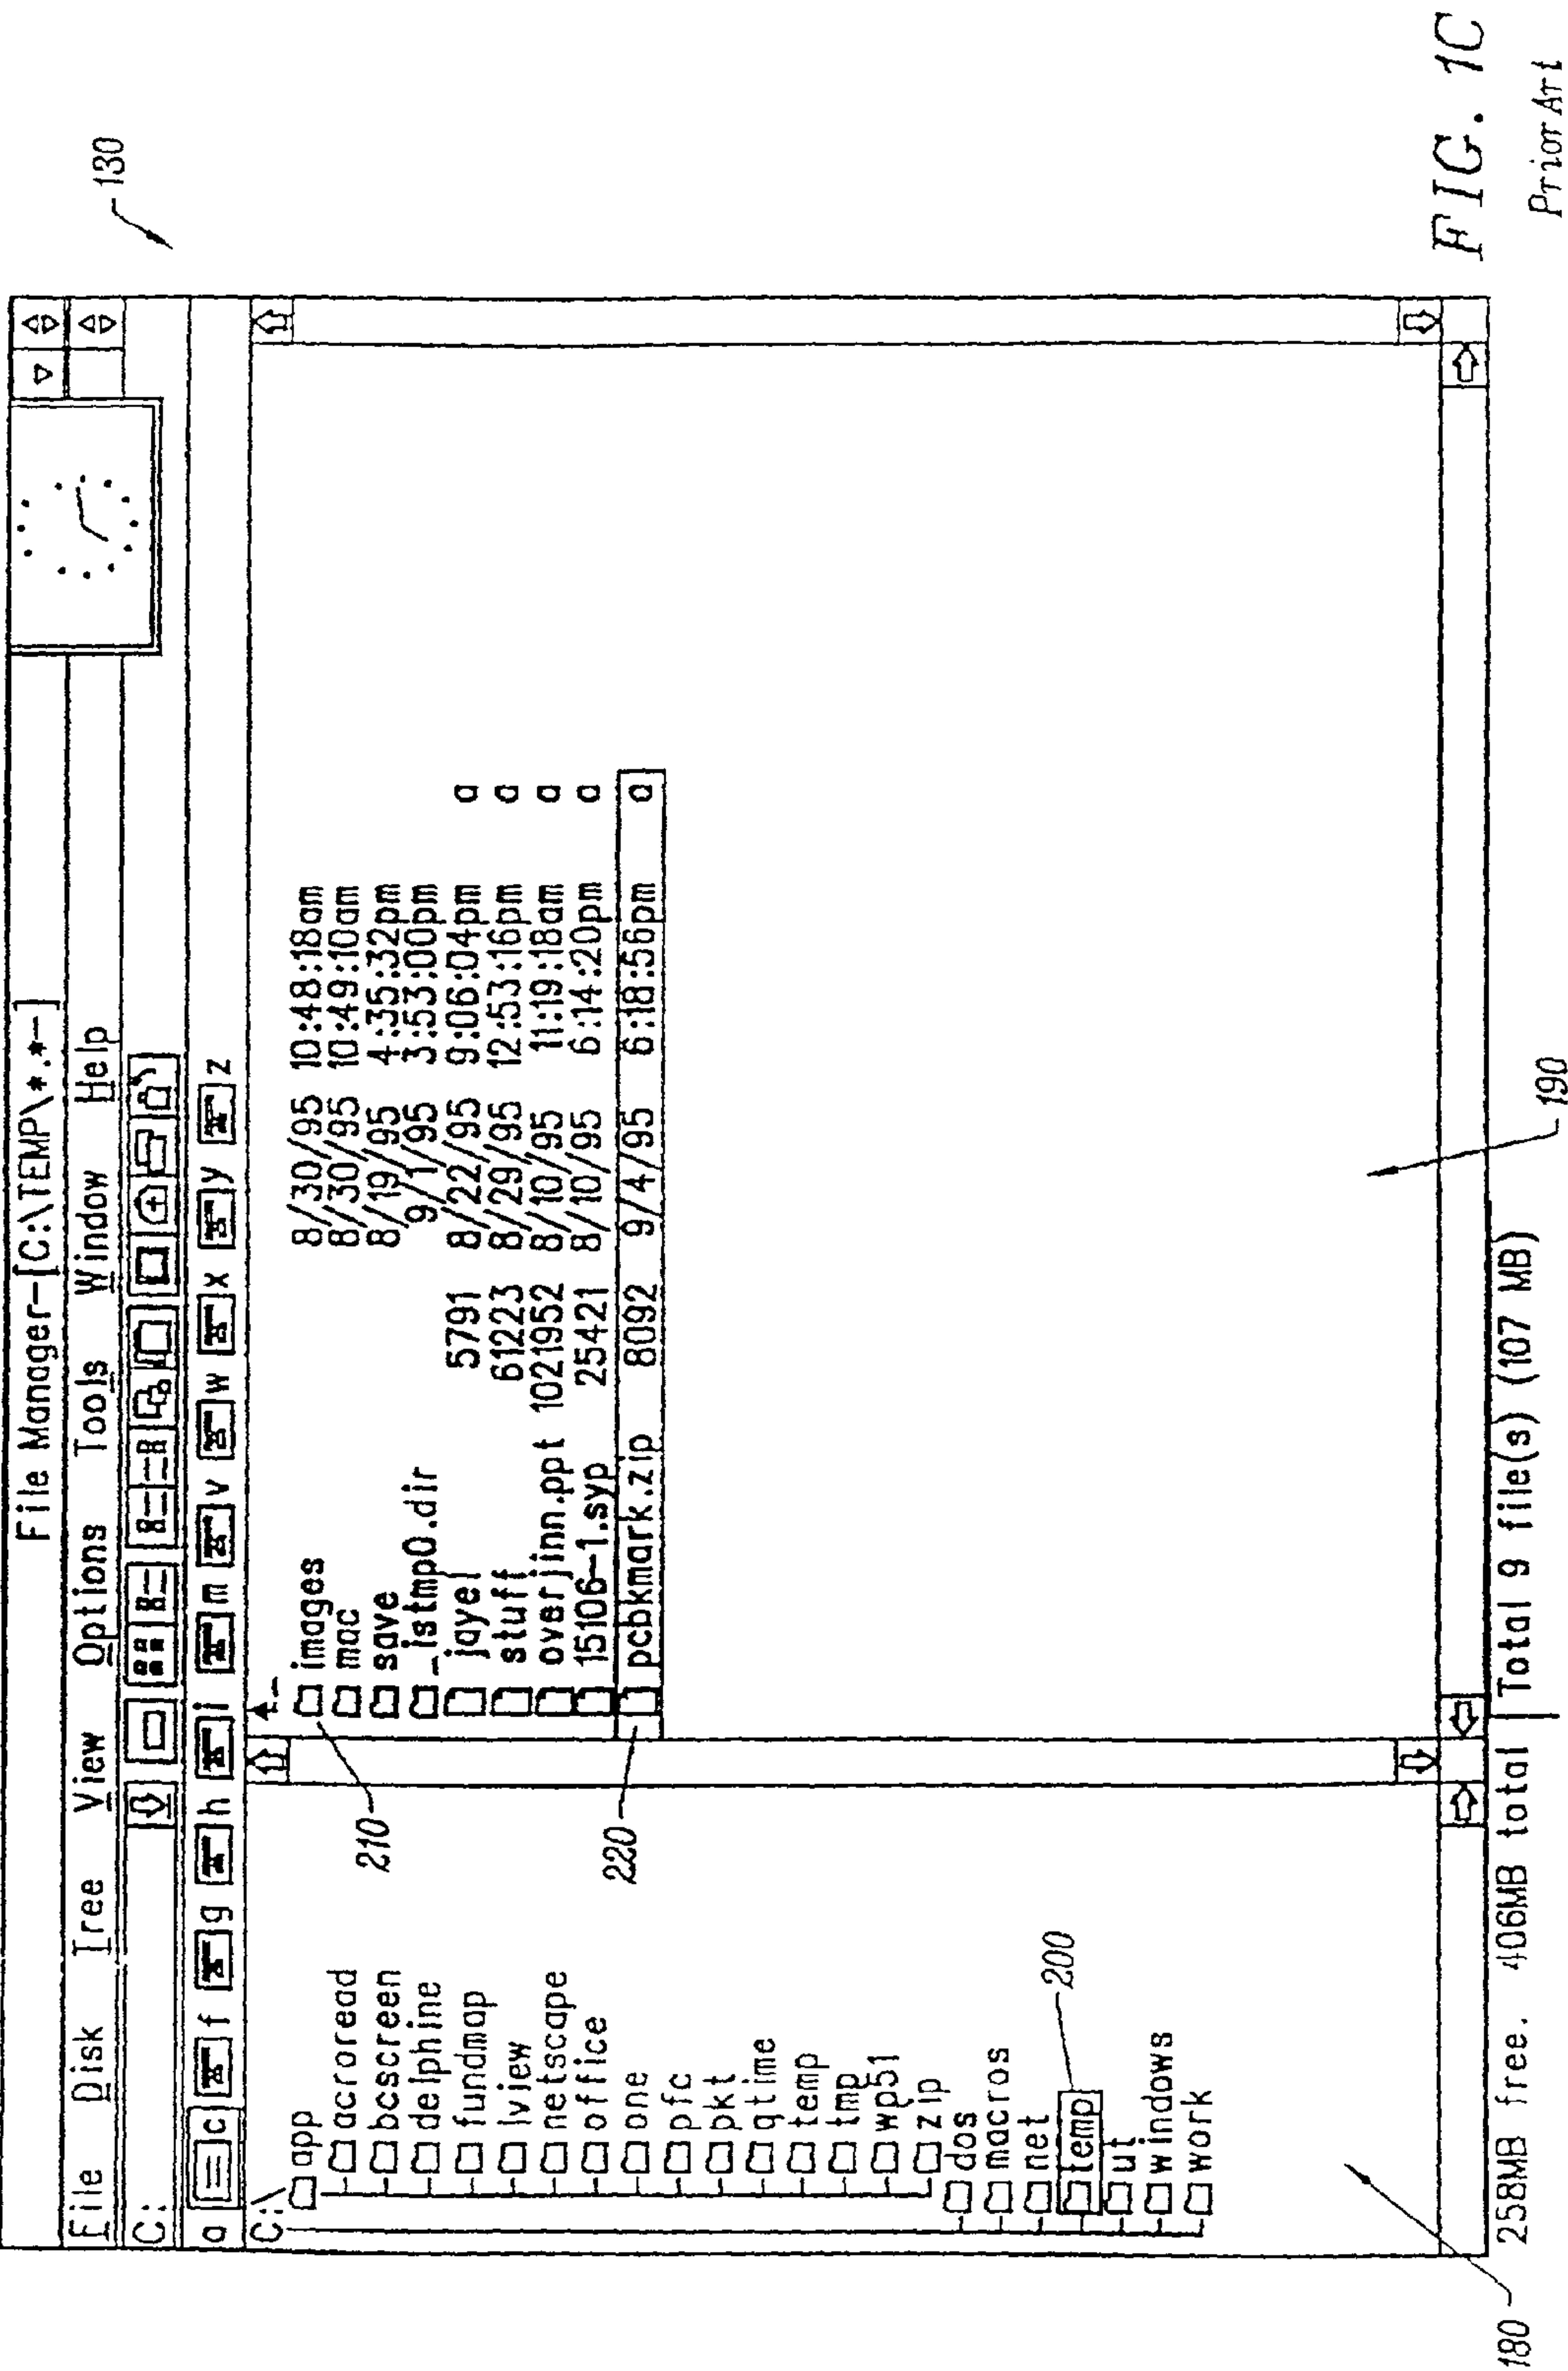 File Manager-[C:\TEMP\*.*-]
File Disk Tree View Options Tools Window Help
C:
a c f g h i m v w x y z
C:\
app
acroread
bcscreen
delphine
fundmap
lview
netscape
office
one
pfc
pkt
qtime
temp
tmp
wp51
zip
dos
macros
net
temp
ut
windows
work
images 8/30/95 10:48:18am
mac 8/30/95 10:49:10am
save 8/19/95 4:35:32pm
_istmp0.dir 9/1/95 3:53:00pm
jayel 5791 8/22/95 9:06:04pm a
stuff 61223 8/29/95 12:53:16pm a
overjinn.ppt 1021952 8/10/95 11:19:18am a
15106-1.syp 25421 8/10/95 6:14:20pm a
pcbkmark.zip 8092 9/4/95 6:18:56pm a
258MB free. 406MB total
Total 9 file(s) (107 MB)
130
180
190
200
210
220
FIG. 1C
Prior Art